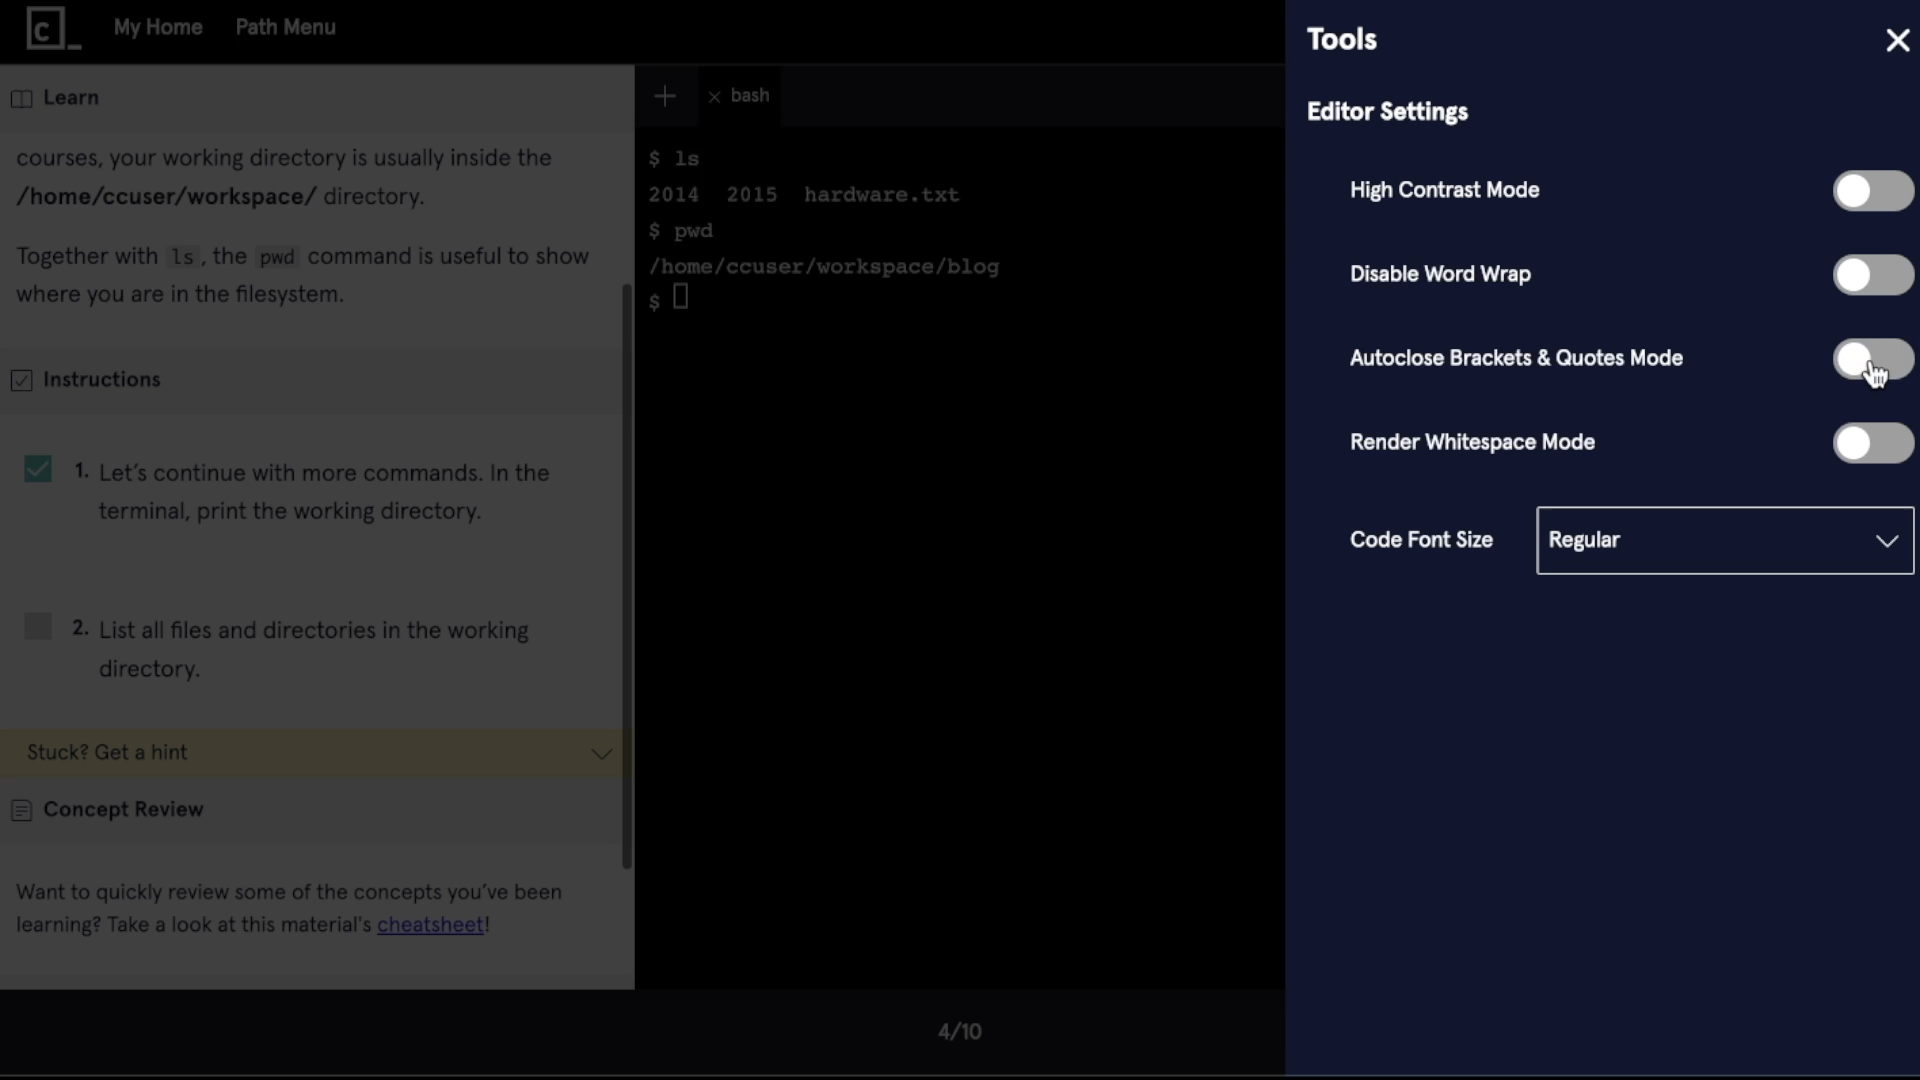 c_ My Home Path Menu
Learn
courses, your working directory is usually inside the
/home/ccuser/workspace/ directory.
Together with ls, the pwd command is useful to show
where you are in the filesystem.
Instructions
1. Let's continue with more commands. In the
terminal, print the working directory.
2. List all files and directories in the working
directory.
Stuck? Get a hint
Concept Review
Want to quickly review some of the concepts you've been
learning? Take a look at this material's cheatsheet!
+ × bash
$ ls
2014 2015 hardware.txt
$ pwd
/home/ccuser/workspace/blog
$
4/10
Tools
Editor Settings
High Contrast Mode
Disable Word Wrap
Autoclose Brackets & Quotes Mode
Render Whitespace Mode
Code Font Size Regular